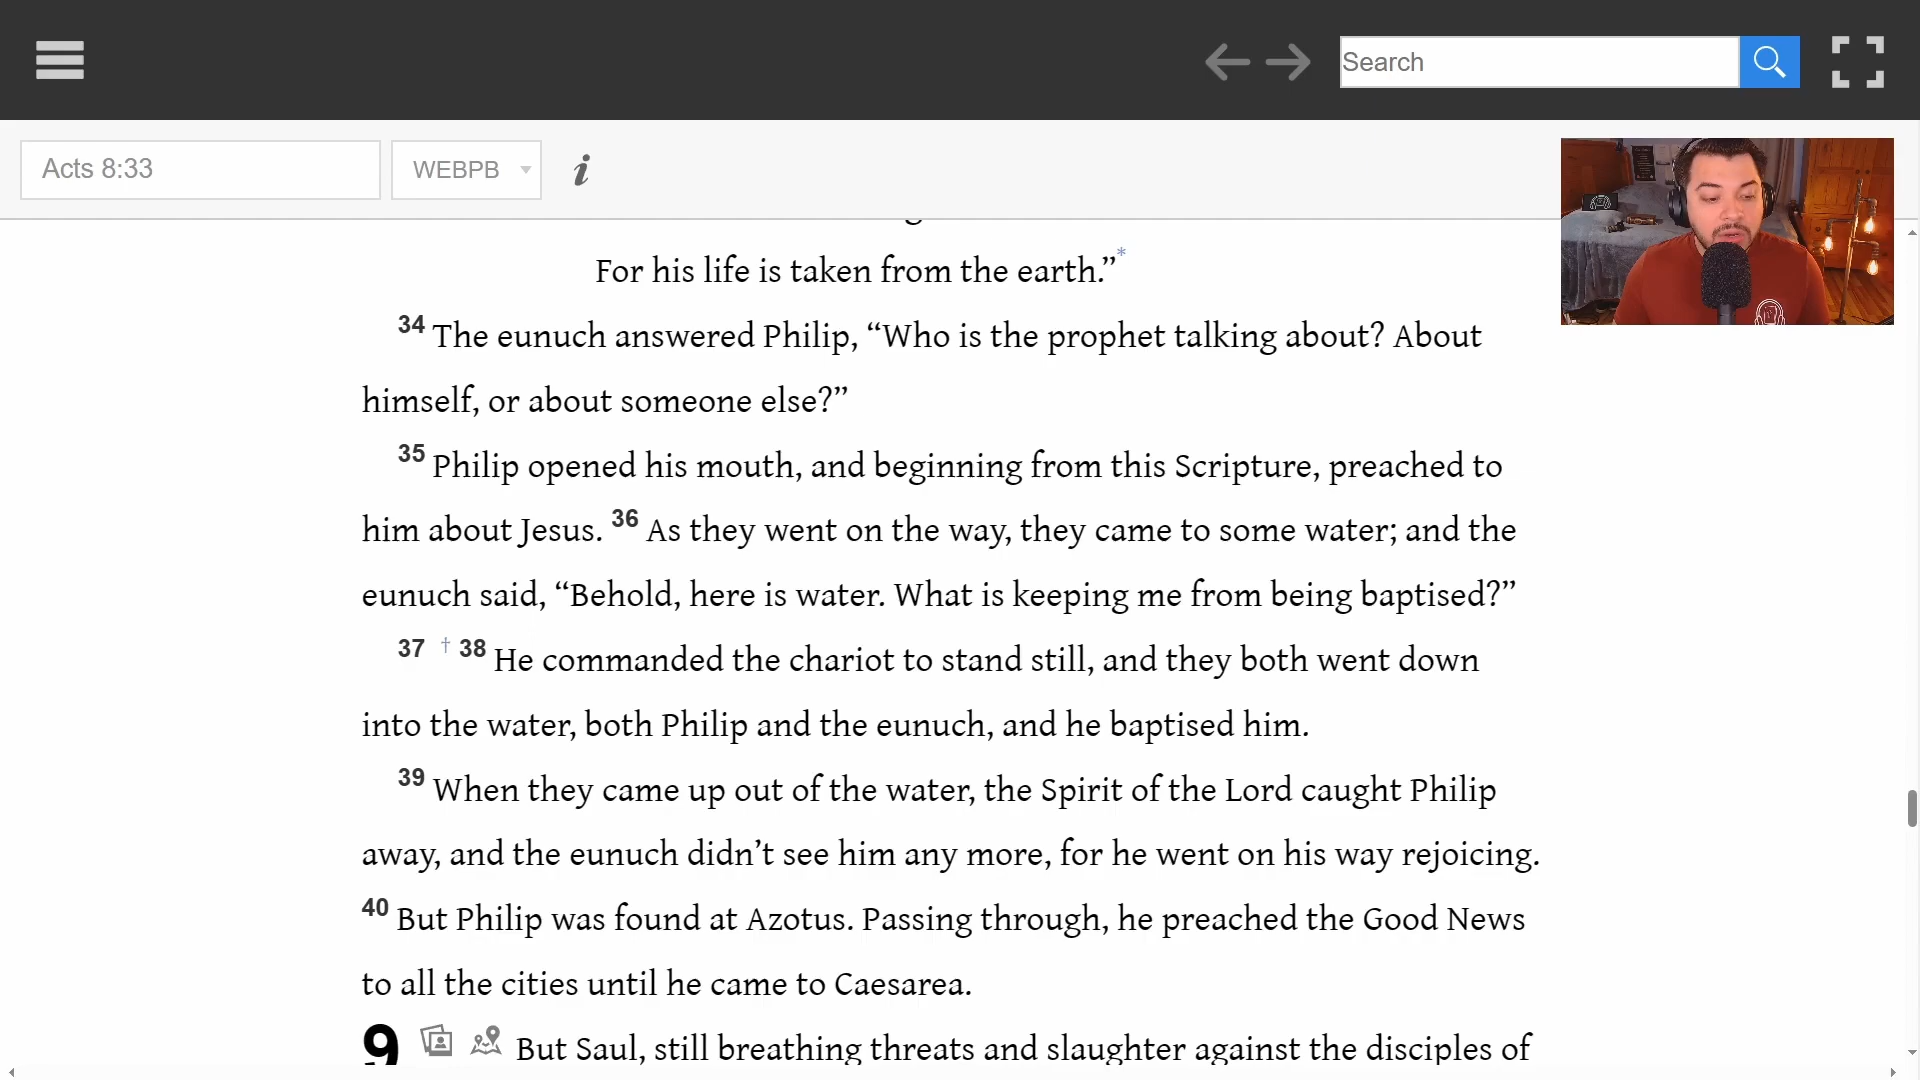 Search
Acts 8:33
WEBPB
i
For his life is taken from the earth.”*
34 The eunuch answered Philip, “Who is the prophet talking about? About
himself, or about someone else?”
35 Philip opened his mouth, and beginning from this Scripture, preached to
him about Jesus. 36 As they went on the way, they came to some water; and the
eunuch said, “Behold, here is water. What is keeping me from being baptised?”
37 † 38 He commanded the chariot to stand still, and they both went down
into the water, both Philip and the eunuch, and he baptised him.
39 When they came up out of the water, the Spirit of the Lord caught Philip
away, and the eunuch didn’t see him any more, for he went on his way rejoicing.
40 But Philip was found at Azotus. Passing through, he preached the Good News
to all the cities until he came to Caesarea.
9 But Saul, still breathing threats and slaughter against the disciples of